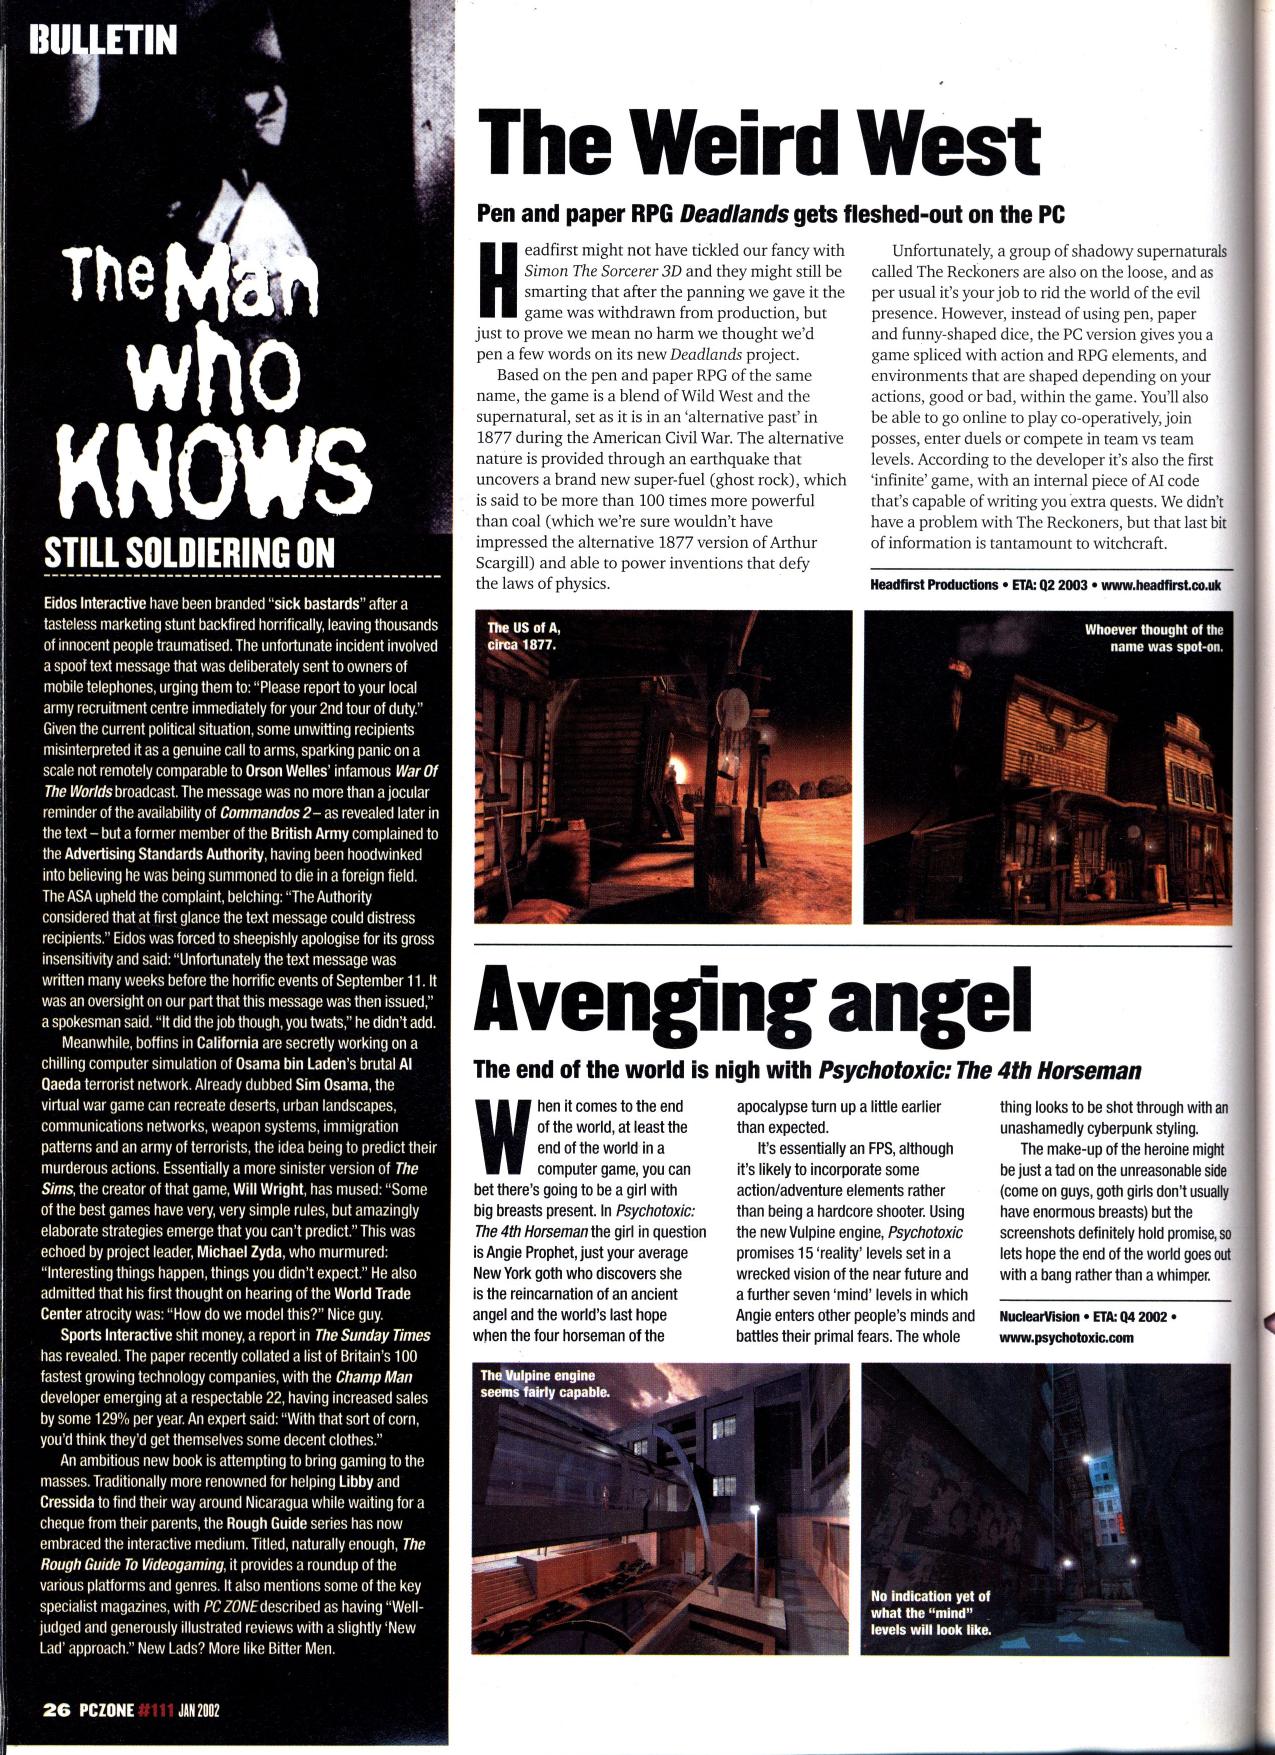 BULLETIN
The Man
who
KNOWS
STILL SOLDIERING ON
Eidos Interactive have been branded “sick bastards” after a
tasteless marketing stunt backfired horrifically, leaving thousands
of innocent people traumatised. The unfortunate incident involved
a spoof text message that was deliberately sent to owners of
mobile telephones, urging them to: “Please report to your local
army recruitment centre immediately for your 2nd tour of duty.”
Given the current political situation, some unwitting recipients
misinterpreted it as a genuine call to arms, sparking panic on a
scale not remotely comparable to Orson Welles’ infamous War Of
The Worlds broadcast. The message was no more than a jocular
reminder of the availability of Commandos 2 – as revealed later in
the text – but a former member of the British Army complained to
the Advertising Standards Authority, having been hoodwinked
into believing he was being summoned to die in a foreign field.
The ASA upheld the complaint, belching: “The Authority
considered that at first glance the text message could distress
recipients.” Eidos was forced to sheepishly apologise for its gross
insensitivity and said: “Unfortunately the text message was
written many weeks before the horrific events of September 11. It
was an oversight on our part that this message was then issued,”
a spokesman said. “It did the job though, you twats,” he didn’t add.
Meanwhile, boffins in California are secretly working on a
chilling computer simulation of Osama bin Laden’s brutal Al
Qaeda terrorist network. Already dubbed Sim Osama, the
virtual war game can recreate deserts, urban landscapes,
communications networks, weapon systems, immigration
patterns and an army of terrorists, the idea being to predict their
murderous actions. Essentially a more sinister version of The
Sims, the creator of that game, Will Wright, has mused: “Some
of the best games have very, very simple rules, but amazingly
elaborate strategies emerge that you can’t predict.” This was
echoed by project leader, Michael Zyda, who murmured:
“Interesting things happen, things you didn’t expect.” He also
admitted that his first thought on hearing of the World Trade
Center atrocity was: “How do we model this?” Nice guy.
Sports Interactive shit money, a report in The Sunday Times
has revealed. The paper recently collated a list of Britain’s 100
fastest growing technology companies, with the Champ Man
developer emerging at a respectable 22, having increased sales
by some 129% per year. An expert said: “With that sort of corn,
you’d think they’d get themselves some decent clothes.”
An ambitious new book is attempting to bring gaming to the
masses. Traditionally more renowned for helping Libby and
Cressida to find their way around Nicaragua while waiting for a
cheque from their parents, the Rough Guide series has now
embraced the interactive medium. Titled, naturally enough, The
Rough Guide To Videogaming, it provides a roundup of the
various platforms and genres. It also mentions some of the key
specialist magazines, with PC ZONE described as having “Well-
judged and generously illustrated reviews with a slightly ‘New
Lad’ approach.” New Lads? More like Bitter Men.
26 PCZONE #111 JAN 2002
The Weird West
Pen and paper RPG Deadlands gets fleshed-out on the PC
Headfirst might not have tickled our fancy with
Simon The Sorcerer 3D and they might still be
smarting that after the panning we gave it the
game was withdrawn from production, but
just to prove we mean no harm we thought we’d
pen a few words on its new Deadlands project.
Based on the pen and paper RPG of the same
name, the game is a blend of Wild West and the
supernatural, set as it is in an ‘alternative past’ in
1877 during the American Civil War. The alternative
nature is provided through an earthquake that
uncovers a brand new super-fuel (ghost rock), which
is said to be more than 100 times more powerful
than coal (which we’re sure wouldn’t have
impressed the alternative 1877 version of Arthur
Scargill) and able to power inventions that defy
the laws of physics.
Unfortunately, a group of shadowy supernaturals
called The Reckoners are also on the loose, and as
per usual it’s your job to rid the world of the evil
presence. However, instead of using pen, paper
and funny-shaped dice, the PC version gives you a
game spliced with action and RPG elements, and
environments that are shaped depending on your
actions, good or bad, within the game. You’ll also
be able to go online to play co-operatively, join
posses, enter duels or compete in team vs team
levels. According to the developer it’s also the first
‘infinite’ game, with an internal piece of AI code
that’s capable of writing you extra quests. We didn’t
have a problem with The Reckoners, but that last bit
of information is tantamount to witchcraft.
Headfirst Productions • ETA: Q2 2003 • www.headfirst.co.uk
The US of A,
circa 1877.
Whoever thought of the
name was spot-on.
Avenging angel
The end of the world is nigh with Psychotoxic: The 4th Horseman
When it comes to the end
of the world, at least the
end of the world in a
computer game, you can
bet there’s going to be a girl with
big breasts present. In Psychotoxic:
The 4th Horseman the girl in question
is Angie Prophet, just your average
New York goth who discovers she
is the reincarnation of an ancient
angel and the world’s last hope
when the four horseman of the
apocalypse turn up a little earlier
than expected.
It’s essentially an FPS, although
it’s likely to incorporate some
action/adventure elements rather
than being a hardcore shooter. Using
the new Vulpine engine, Psychotoxic
promises 15 ‘reality’ levels set in a
wrecked vision of the near future and
a further seven ‘mind’ levels in which
Angie enters other people’s minds and
battles their primal fears. The whole
thing looks to be shot through with an
unashamedly cyberpunk styling.
The make-up of the heroine might
be just a tad on the unreasonable side
(come on guys, goth girls don’t usually
have enormous breasts) but the
screenshots definitely hold promise, so
lets hope the end of the world goes out
with a bang rather than a whimper.
NuclearVision • ETA: Q4 2002 •
www.psychotoxic.com
The Vulpine engine
seems fairly capable.
No indication yet of
what the “mind”
levels will look like.